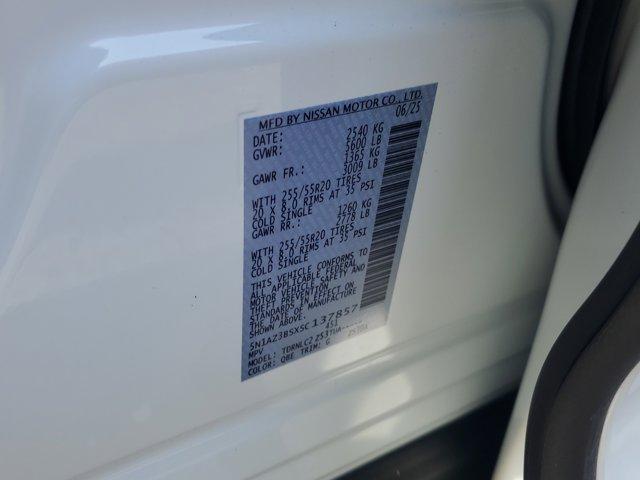 MFD BY NISSAN MOTOR CO., LTD.
DATE: 06/25
GVWR: 2540 KG
5600 LB
GAWR FR.: 1365 KG
3009 LB
WITH 255/55R20 TIRES
20 X 8.0 RIMS AT 35 PSI
COLD SINGLE
GAWR RR.: 1260 KG
2778 LB
WITH 255/55R20 TIRES
20 X 8.0 RIMS AT 35 PSI
COLD SINGLE
THIS VEHICLE CONFORMS TO
ALL APPLICABLE FEDERAL
MOTOR VEHICLE SAFETY AND
THEFT PREVENTION
STANDARDS IN EFFECT ON
THE DATE OF MANUFACTURE
SHOWN ABOVE.
137857
MPV 451
MODEL:
COLOR: QBE TRIM: G